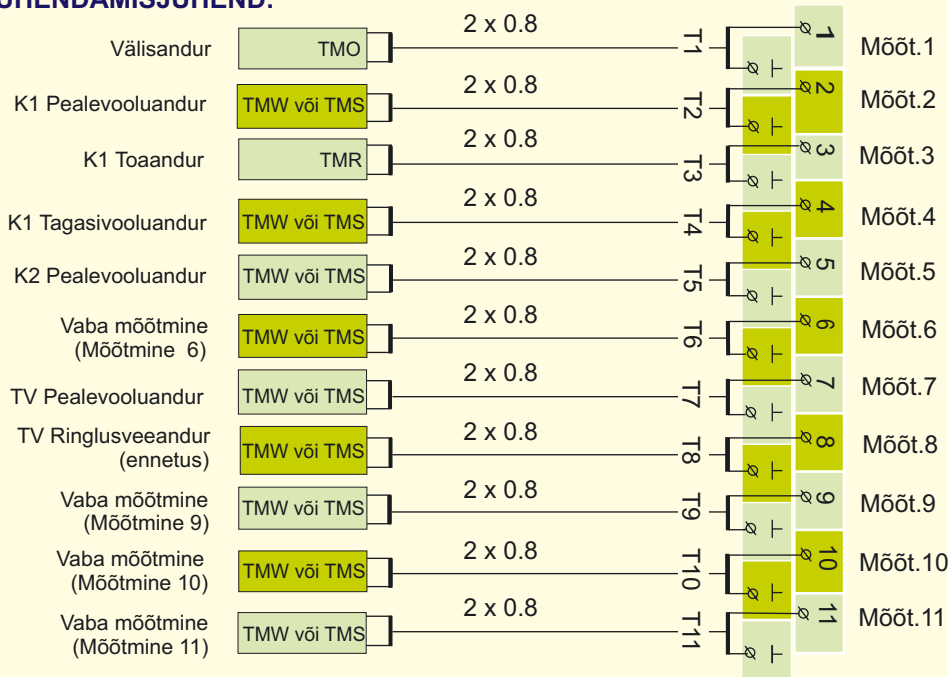 ÜHENDAMISJUHEND:
Välisandur TMO 2 x 0.8 T1 1 Mõõt.1
K1 Pealevooluandur TMW või TMS 2 x 0.8 T2 2 Mõõt.2
K1 Toaandur TMR 2 x 0.8 T3 3 Mõõt.3
K1 Tagasivooluandur TMW või TMS 2 x 0.8 T4 4 Mõõt.4
K2 Pealevooluandur TMW või TMS 2 x 0.8 T5 5 Mõõt.5
Vaba mõõtmine
(Mõõtmine 6) TMW või TMS 2 x 0.8 T6 6 Mõõt.6
TV Pealevooluandur TMW või TMS 2 x 0.8 T7 7 Mõõt.7
TV Ringlusveeandur
(ennetus) TMW või TMS 2 x 0.8 T8 8 Mõõt.8
Vaba mõõtmine
(Mõõtmine 9) TMW või TMS 2 x 0.8 T9 9 Mõõt.9
Vaba mõõtmine
(Mõõtmine 10) TMW või TMS 2 x 0.8 T10 10 Mõõt.10
Vaba mõõtmine
(Mõõtmine 11) TMW või TMS 2 x 0.8 T11 11 Mõõt.11